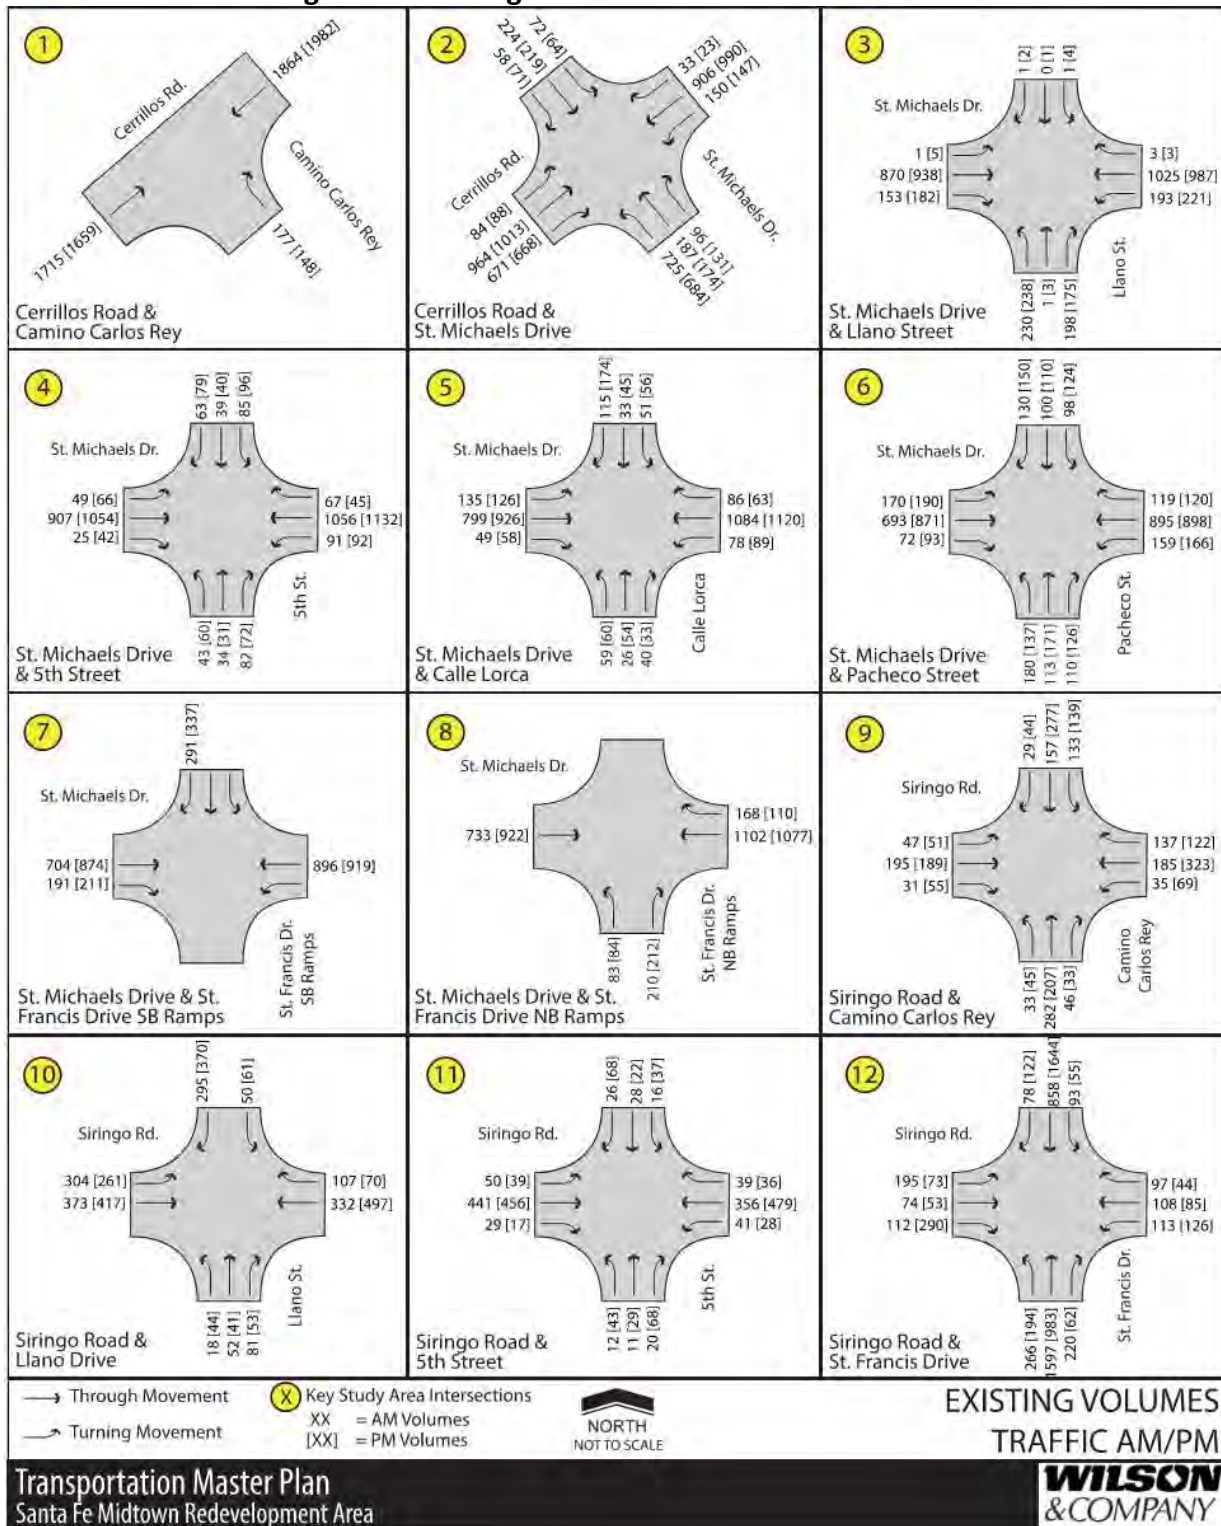 1
1864 [1982]
Cerrillos Rd.
Camino Carlos Rey
1715 [1659]
177 [148]
Cerrillos Road &
Camino Carlos Rey
2
72 [64]
224 [219]
58 [71]
33 [23]
906 [990]
150 [147]
Cerrillos Rd.
St. Michaels Dr.
84 [88]
964 [1013]
671 [668]
96 [131]
187 [174]
725 [684]
Cerrillos Road &
St. Michaels Drive
3
1 [2]
0 [1]
1 [4]
St. Michaels Dr.
1 [5]
870 [938]
153 [182]
3 [3]
1025 [987]
193 [221]
230 [238]
1 [3]
198 [175]
Llano St.
St. Michaels Drive
& Llano Street
4
63 [79]
39 [40]
85 [96]
St. Michaels Dr.
49 [66]
907 [1054]
25 [42]
67 [45]
1056 [1132]
91 [92]
43 [60]
34 [31]
82 [72]
5th St.
St. Michaels Drive
& 5th Street
5
115 [174]
33 [45]
51 [56]
St. Michaels Dr.
135 [126]
799 [926]
49 [58]
86 [63]
1084 [1120]
78 [89]
59 [60]
26 [54]
40 [33]
Calle Lorca
St. Michaels Drive
& Calle Lorca
6
130 [150]
100 [110]
98 [124]
St. Michaels Dr.
170 [190]
693 [871]
72 [93]
119 [120]
895 [898]
159 [166]
180 [137]
113 [171]
110 [126]
Pacheco St.
St. Michaels Drive
& Pacheco Street
7
291 [337]
St. Michaels Dr.
704 [874]
191 [211]
896 [919]
St. Francis Dr.
SB Ramps
St. Michaels Drive & St.
Francis Drive SB Ramps
8
St. Michaels Dr.
733 [922]
168 [110]
1102 [1077]
83 [84]
210 [212]
St. Francis Dr.
NB Ramps
St. Michaels Drive & St.
Francis Drive NB Ramps
9
29 [44]
157 [277]
133 [139]
Siringo Rd.
47 [51]
195 [189]
31 [55]
137 [122]
185 [323]
35 [69]
33 [45]
282 [207]
46 [33]
Camino
Carlos Rey
Siringo Road &
Camino Carlos Rey
10
295 [370]
50 [61]
Siringo Rd.
304 [261]
373 [417]
107 [70]
332 [497]
18 [44]
52 [41]
81 [53]
Llano St.
Siringo Road &
Llano Drive
11
26 [68]
28 [22]
16 [37]
Siringo Rd.
50 [39]
441 [456]
29 [17]
39 [36]
356 [479]
41 [28]
12 [43]
11 [29]
20 [68]
5th St.
Siringo Road &
5th Street
12
78 [122]
858 [1644]
93 [55]
Siringo Rd.
195 [73]
74 [53]
112 [290]
97 [44]
108 [85]
113 [126]
266 [194]
1597 [983]
220 [62]
St. Francis Dr.
Siringo Road &
St. Francis Drive
Through Movement
Turning Movement
X Key Study Area Intersections
XX = AM Volumes
[XX] = PM Volumes
NORTH
NOT TO SCALE
EXISTING VOLUMES
TRAFFIC AM/PM
Transportation Master Plan
Santa Fe Midtown Redevelopment Area
WILSON
&COMPANY